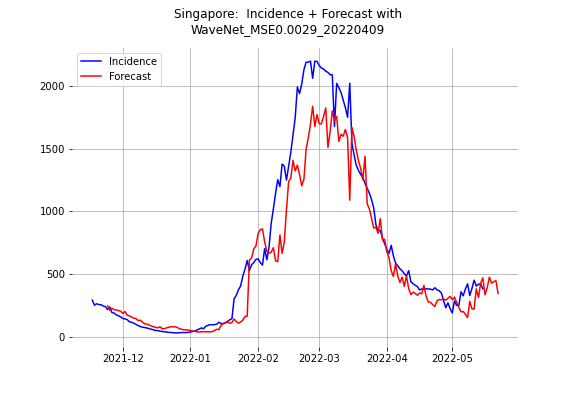 Singapore:  Incidence + Forecast with
WaveNet_MSE0.0029_20220409
Incidence
Forecast
2000
1500
1000
500
0
2021-12 2022-01 2022-02 2022-03 2022-04 2022-05